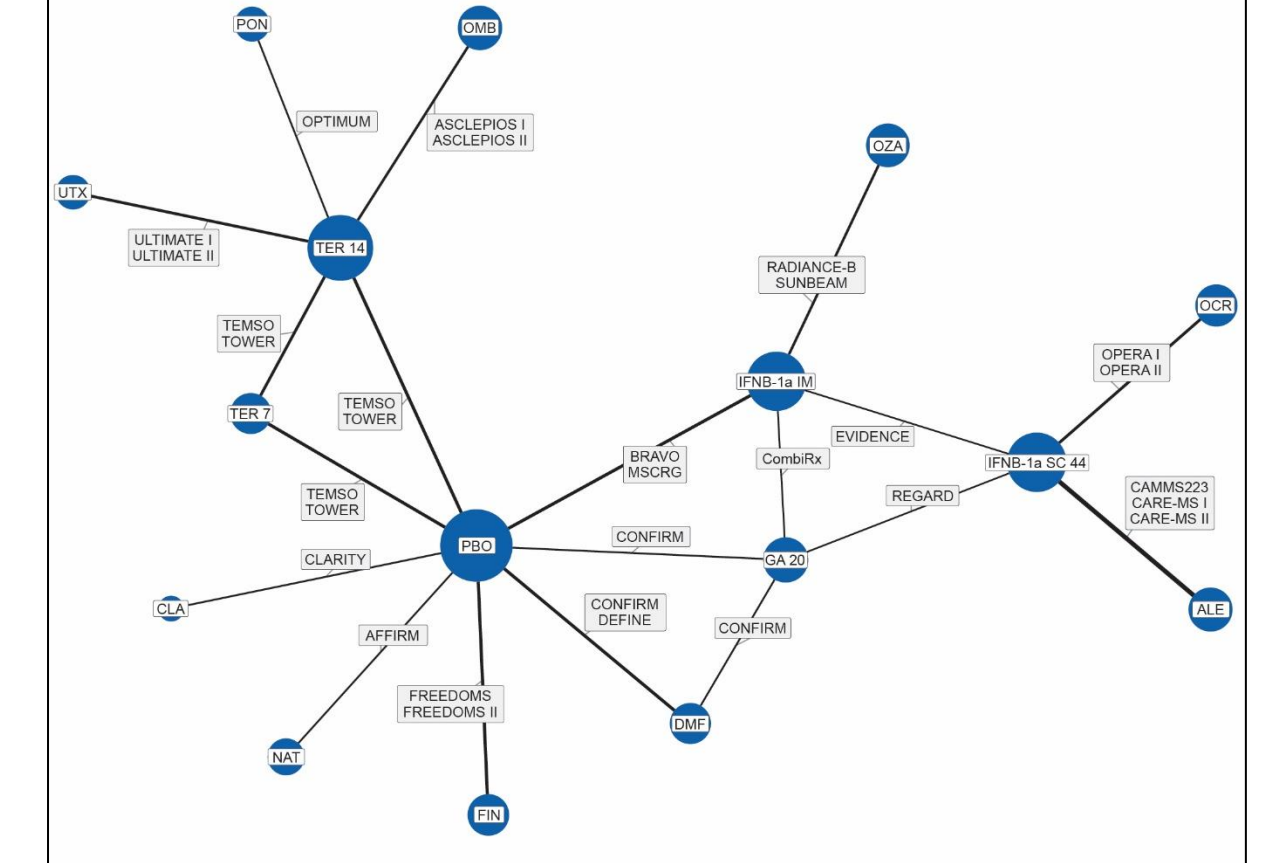 PON
OMB
OPTIMUM
ASCLEPIOS I
ASCLEPIOS II
OZA
UTX
ULTIMATE I
ULTIMATE II
TER 14
RADIANCE-B
SUNBEAM
OCR
TEMSO
TOWER
OPERA I
OPERA II
IFNB-1a IM
TER 7
TEMSO
TOWER
EVIDENCE
BRAVO
MSCRG
CombiRx
IFNB-1a SC 44
TEMSO
TOWER
REGARD
CAMMS223
CARE-MS I
CARE-MS II
PBO
CONFIRM
GA 20
CLARITY
CLA
CONFIRM
DEFINE
ALE
AFFIRM
CONFIRM
FREEDOMS
FREEDOMS II
DMF
NAT
FIN